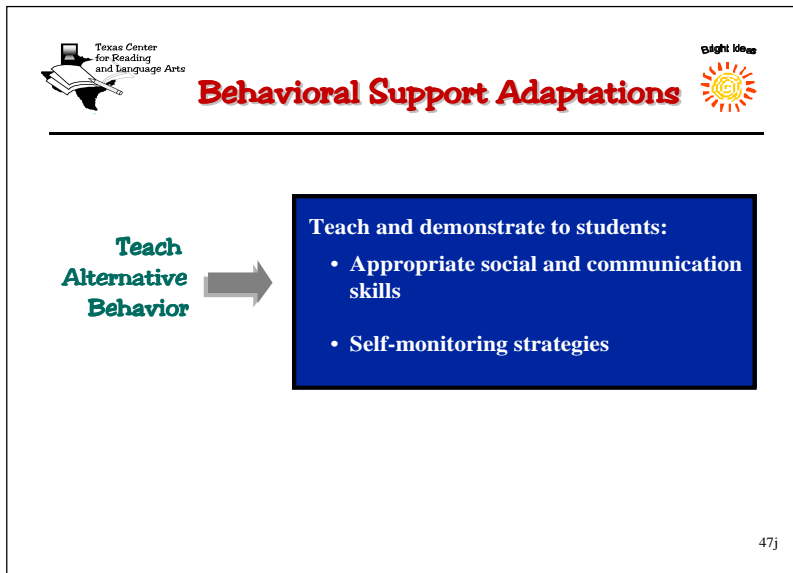 Texas Center
for Reading
and Language Arts
Bright Ideas
Behavioral Support Adaptations
Teach
Alternative
Behavior
Teach and demonstrate to students:
• Appropriate social and communication
skills
• Self-monitoring strategies
47j